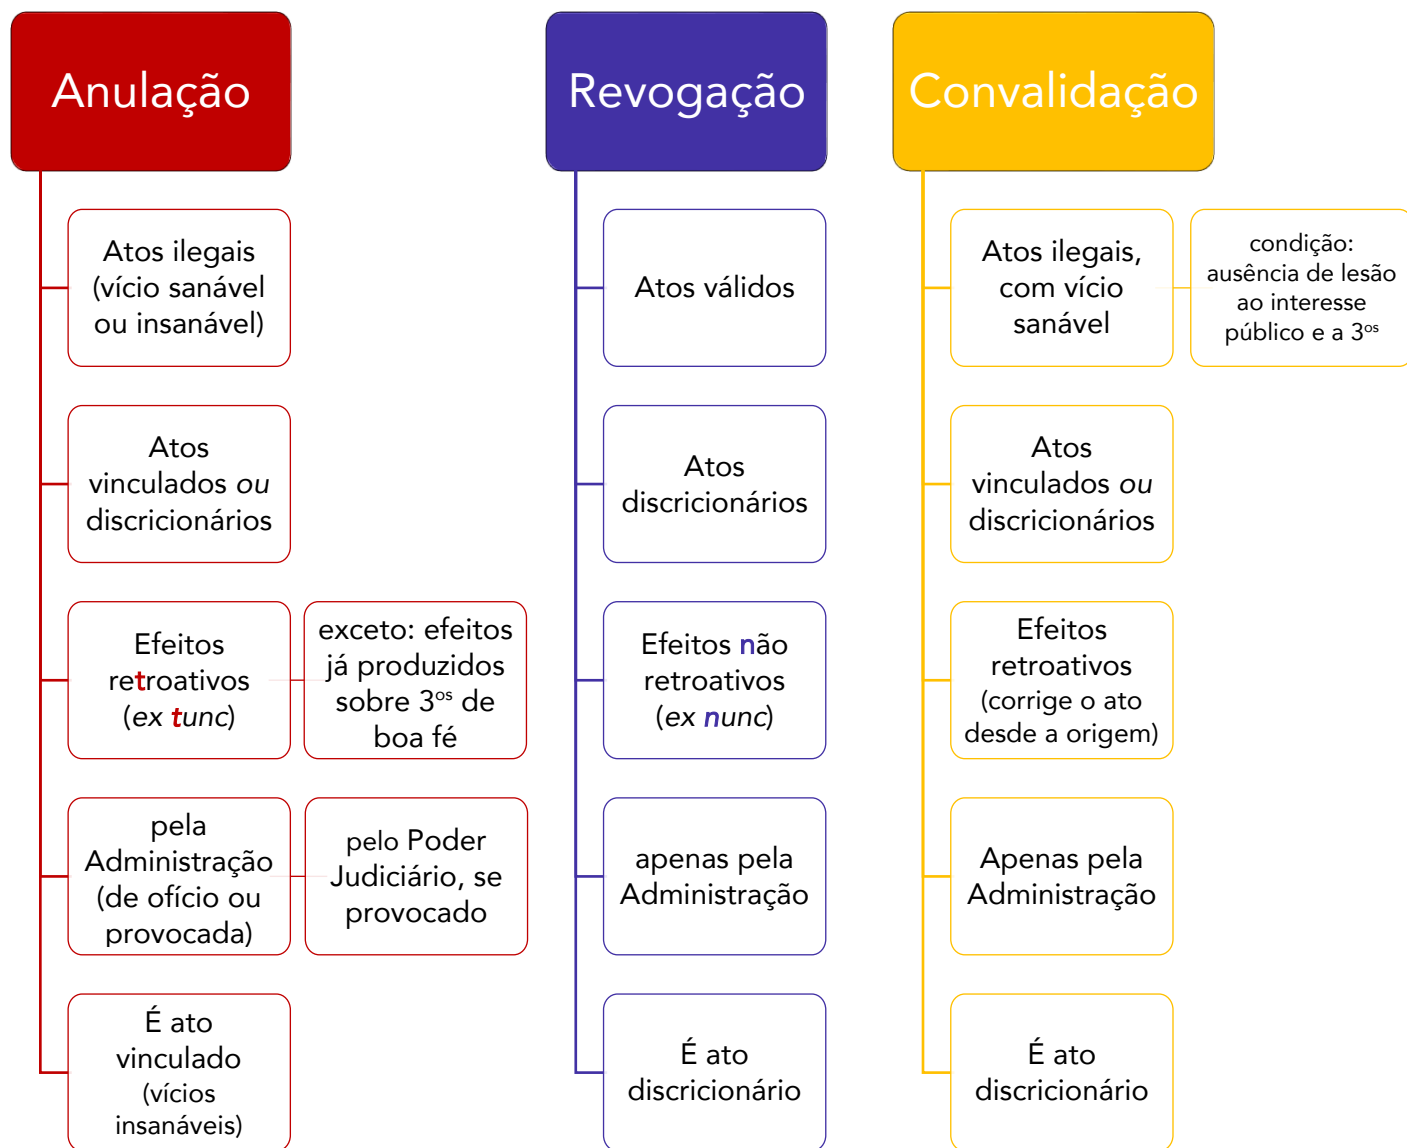 Anulação
Atos ilegais
(vício sanável
ou insanável)
Atos
vinculados ou
discricionários
Efeitos
retroativos
(ex tunc)
exceto: efeitos
já produzidos
sobre 3os de
boa fé
pela
Administração
(de ofício ou
provocada)
pelo Poder
Judiciário, se
provocado
É ato
vinculado
(vícios
insanáveis)
Revogação
Atos válidos
Atos
discricionários
Efeitos não
retroativos
(ex nunc)
apenas pela
Administração
É ato
discricionário
Convalidação
Atos ilegais,
com vício
sanável
condição:
ausência de lesão
ao interesse
público e a 3os
Atos
vinculados ou
discricionários
Efeitos
retroativos
(corrige o ato
desde a origem)
Apenas pela
Administração
É ato
discricionário